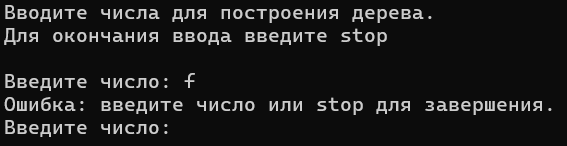 Вводите числа для построения дерева.
Для окончания ввода введите stop
Введите число: f
Ошибка: введите число или stop для завершения.
Введите число: